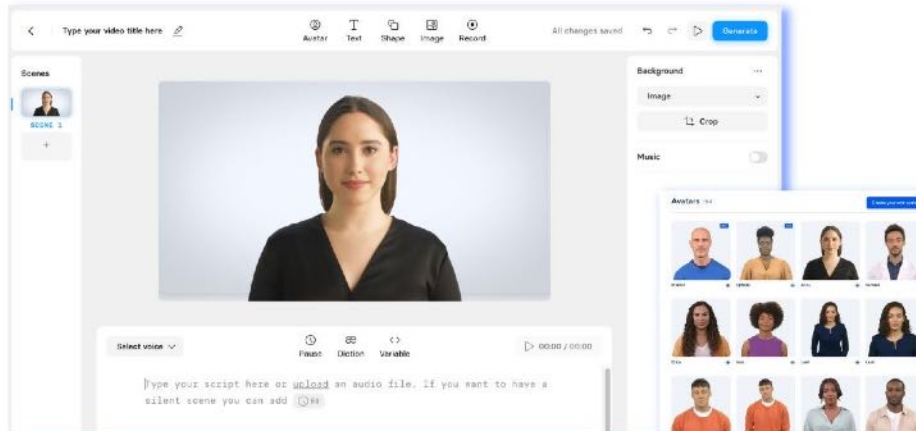 Type your video title here
Avatar
Text
Shape
Image
Record
All changes saved
Generate
Scenes
SCENE 1
+
Background
Image
Crop
Music
Select voice
Pause
Diction
Variable
00:00 / 00:00
Type your script here or upload an audio file. If you want to have a
silent scene you can add
Avatars